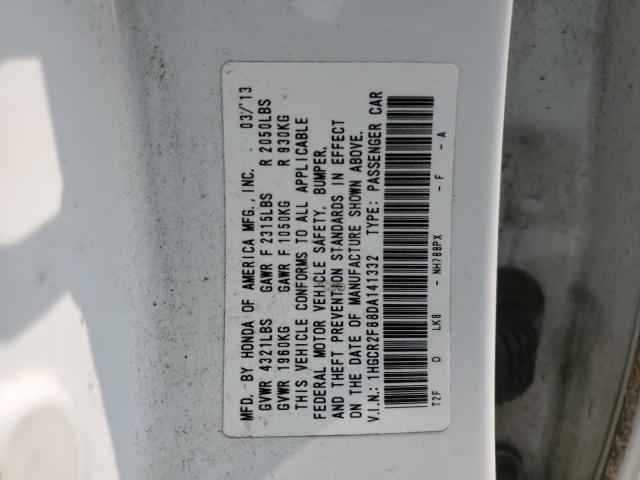 MFD. BY HONDA OF AMERICA MFG., INC. 03/13
GVWR 4321LBS GAWR F 2315LBS R 2050LBS
GVWR 1960KG GAWR F 1050KG R 930KG
THIS VEHICLE CONFORMS TO ALL APPLICABLE
FEDERAL MOTOR VEHICLE SAFETY, BUMPER,
AND THEFT PREVENTION STANDARDS IN EFFECT
ON THE DATE OF MANUFACTURE SHOWN ABOVE.
V.I.N.: 1HGCR2F88DA141332 TYPE: PASSENGER CAR
T2F D LK8 - NH788PX - F - A